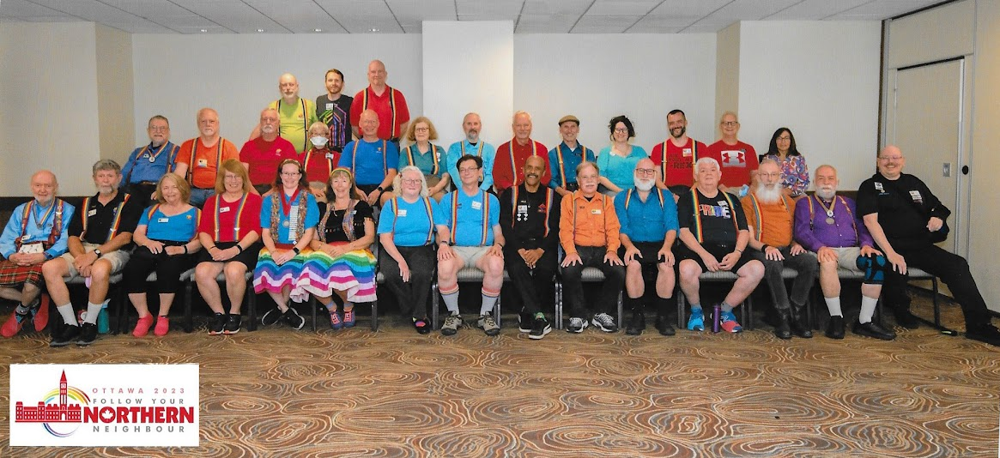 PRIDE
OTTAWA 2023
FOLLOW YOUR
NORTHERN
NEIGHBOUR